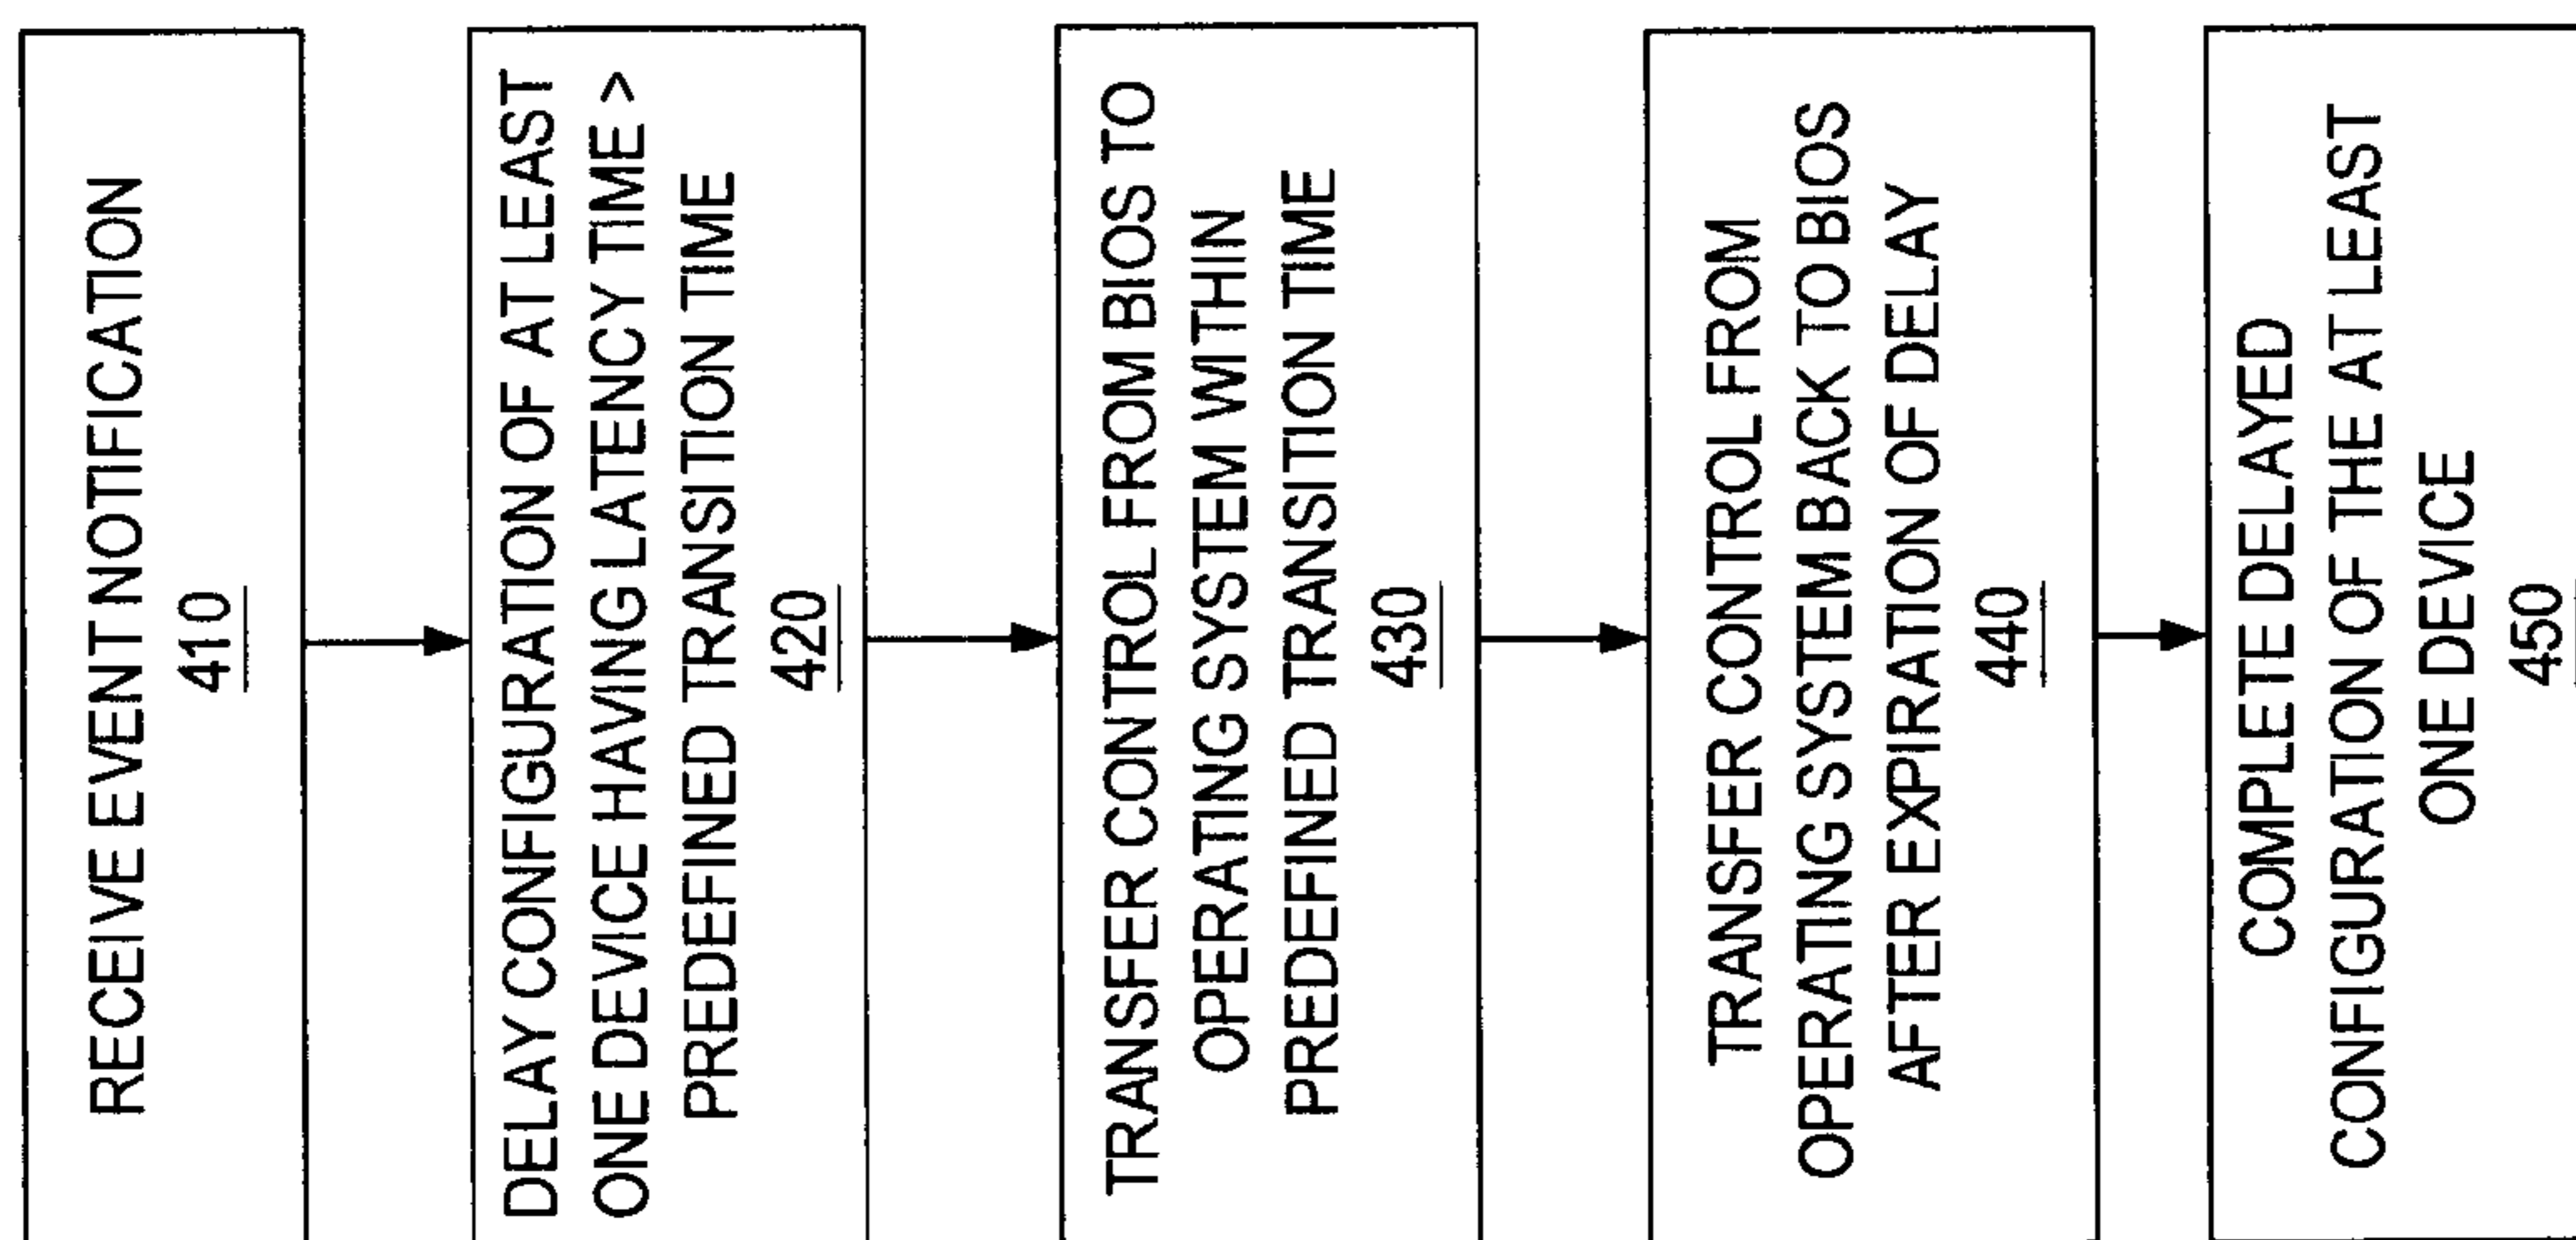 RECEIVE EVENT NOTIFICATION
410
DELAY CONFIGURATION OF AT LEAST
ONE DEVICE HAVING LATENCY TIME >
PREDEFINED TRANSITION TIME
420
TRANSFER CONTROL FROM BIOS TO
OPERATING SYSTEM WITHIN
PREDEFINED TRANSITION TIME
430
TRANSFER CONTROL FROM
OPERATING SYSTEM BACK TO BIOS
AFTER EXPIRATION OF DELAY
440
COMPLETE DELAYED
CONFIGURATION OF THE AT LEAST
ONE DEVICE
450